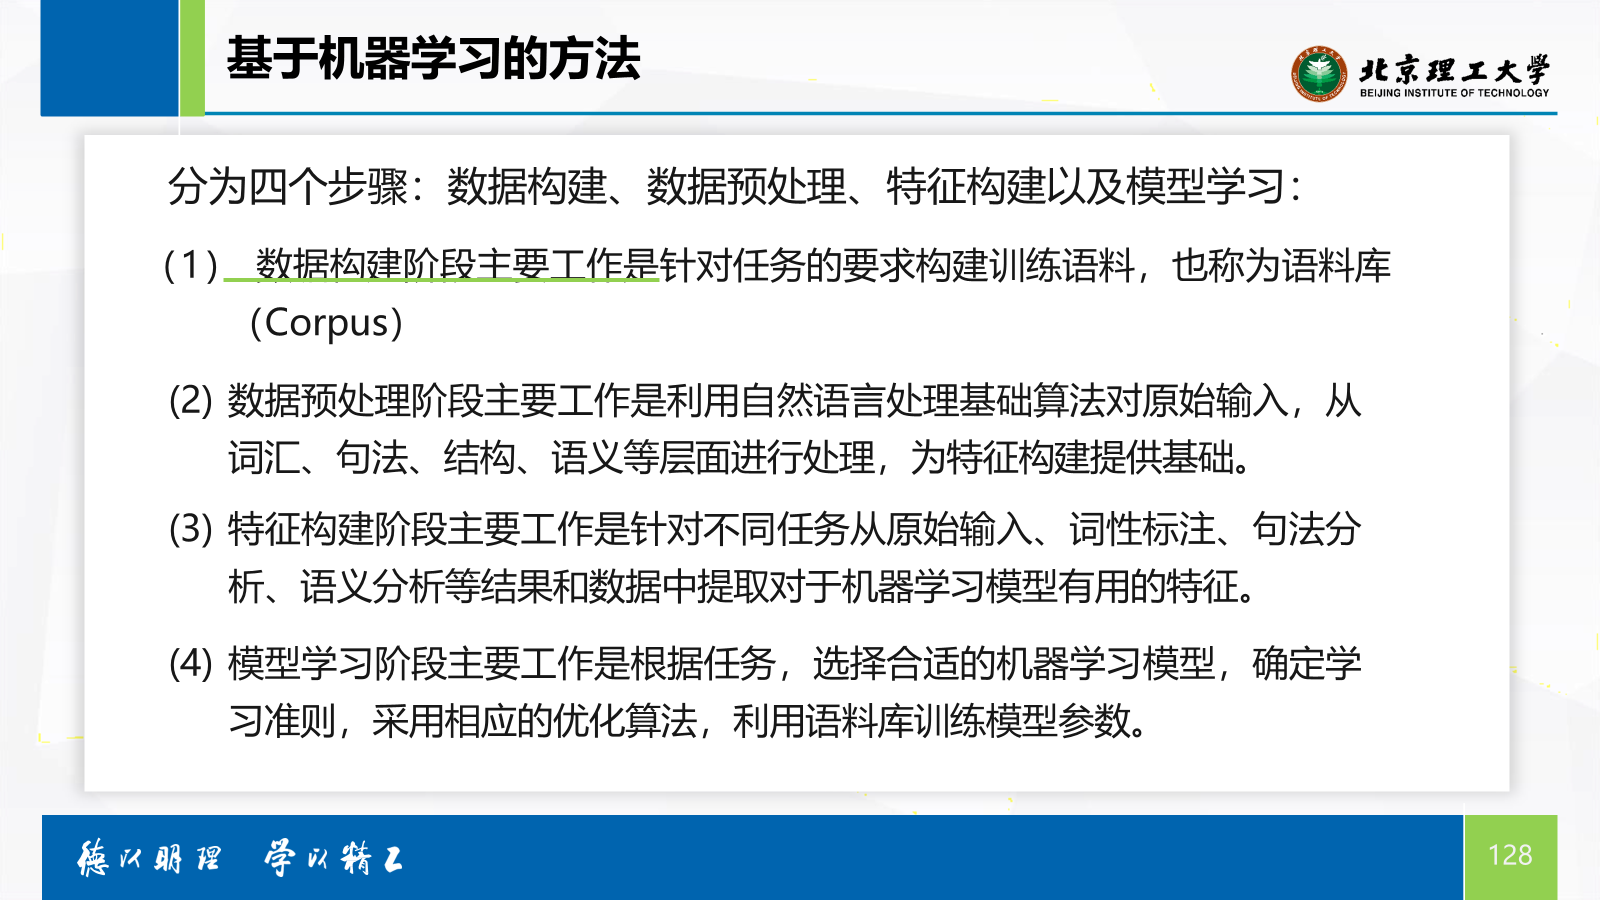 基于机器学习的方法
北京理工大学
BEIJING INSTITUTE OF TECHNOLOGY
分为四个步骤：数据构建、数据预处理、特征构建以及模型学习：
（1） 数据构建阶段主要工作是针对任务的要求构建训练语料，也称为语料库
（Corpus）
(2) 数据预处理阶段主要工作是利用自然语言处理基础算法对原始输入，从
词汇、句法、结构、语义等层面进行处理，为特征构建提供基础。
(3) 特征构建阶段主要工作是针对不同任务从原始输入、词性标注、句法分
析、语义分析等结果和数据中提取对于机器学习模型有用的特征。
(4) 模型学习阶段主要工作是根据任务，选择合适的机器学习模型，确定学
习准则，采用相应的优化算法，利用语料库训练模型参数。
德以明理 学以精工
128